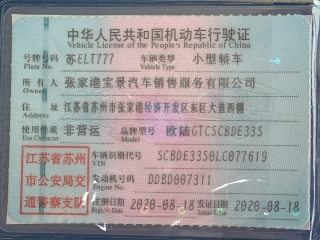 中华人民共和国机动车行驶证
Vehicle License of the People's Republic of China
号牌号码 苏ELT777 车辆类型 小型轿车
Plate No. Vehicle Type
所有人 张家港宝景汽车销售服务有限公司
Owner
住址 江苏省苏州市张家港经济开发区东区大道西侧
Address
使用性质 非营运 品牌型号 欧陆GTCSCBDE33S
Use Character Model
江苏省苏州市公安局交通警察支队
车辆识别代号 SCBDE33S0LC077619
VIN
发动机号码 DDBD007311
Engine No.
注册日期 2020-08-18 发证日期 2020-08-18
Register Date Issue Date